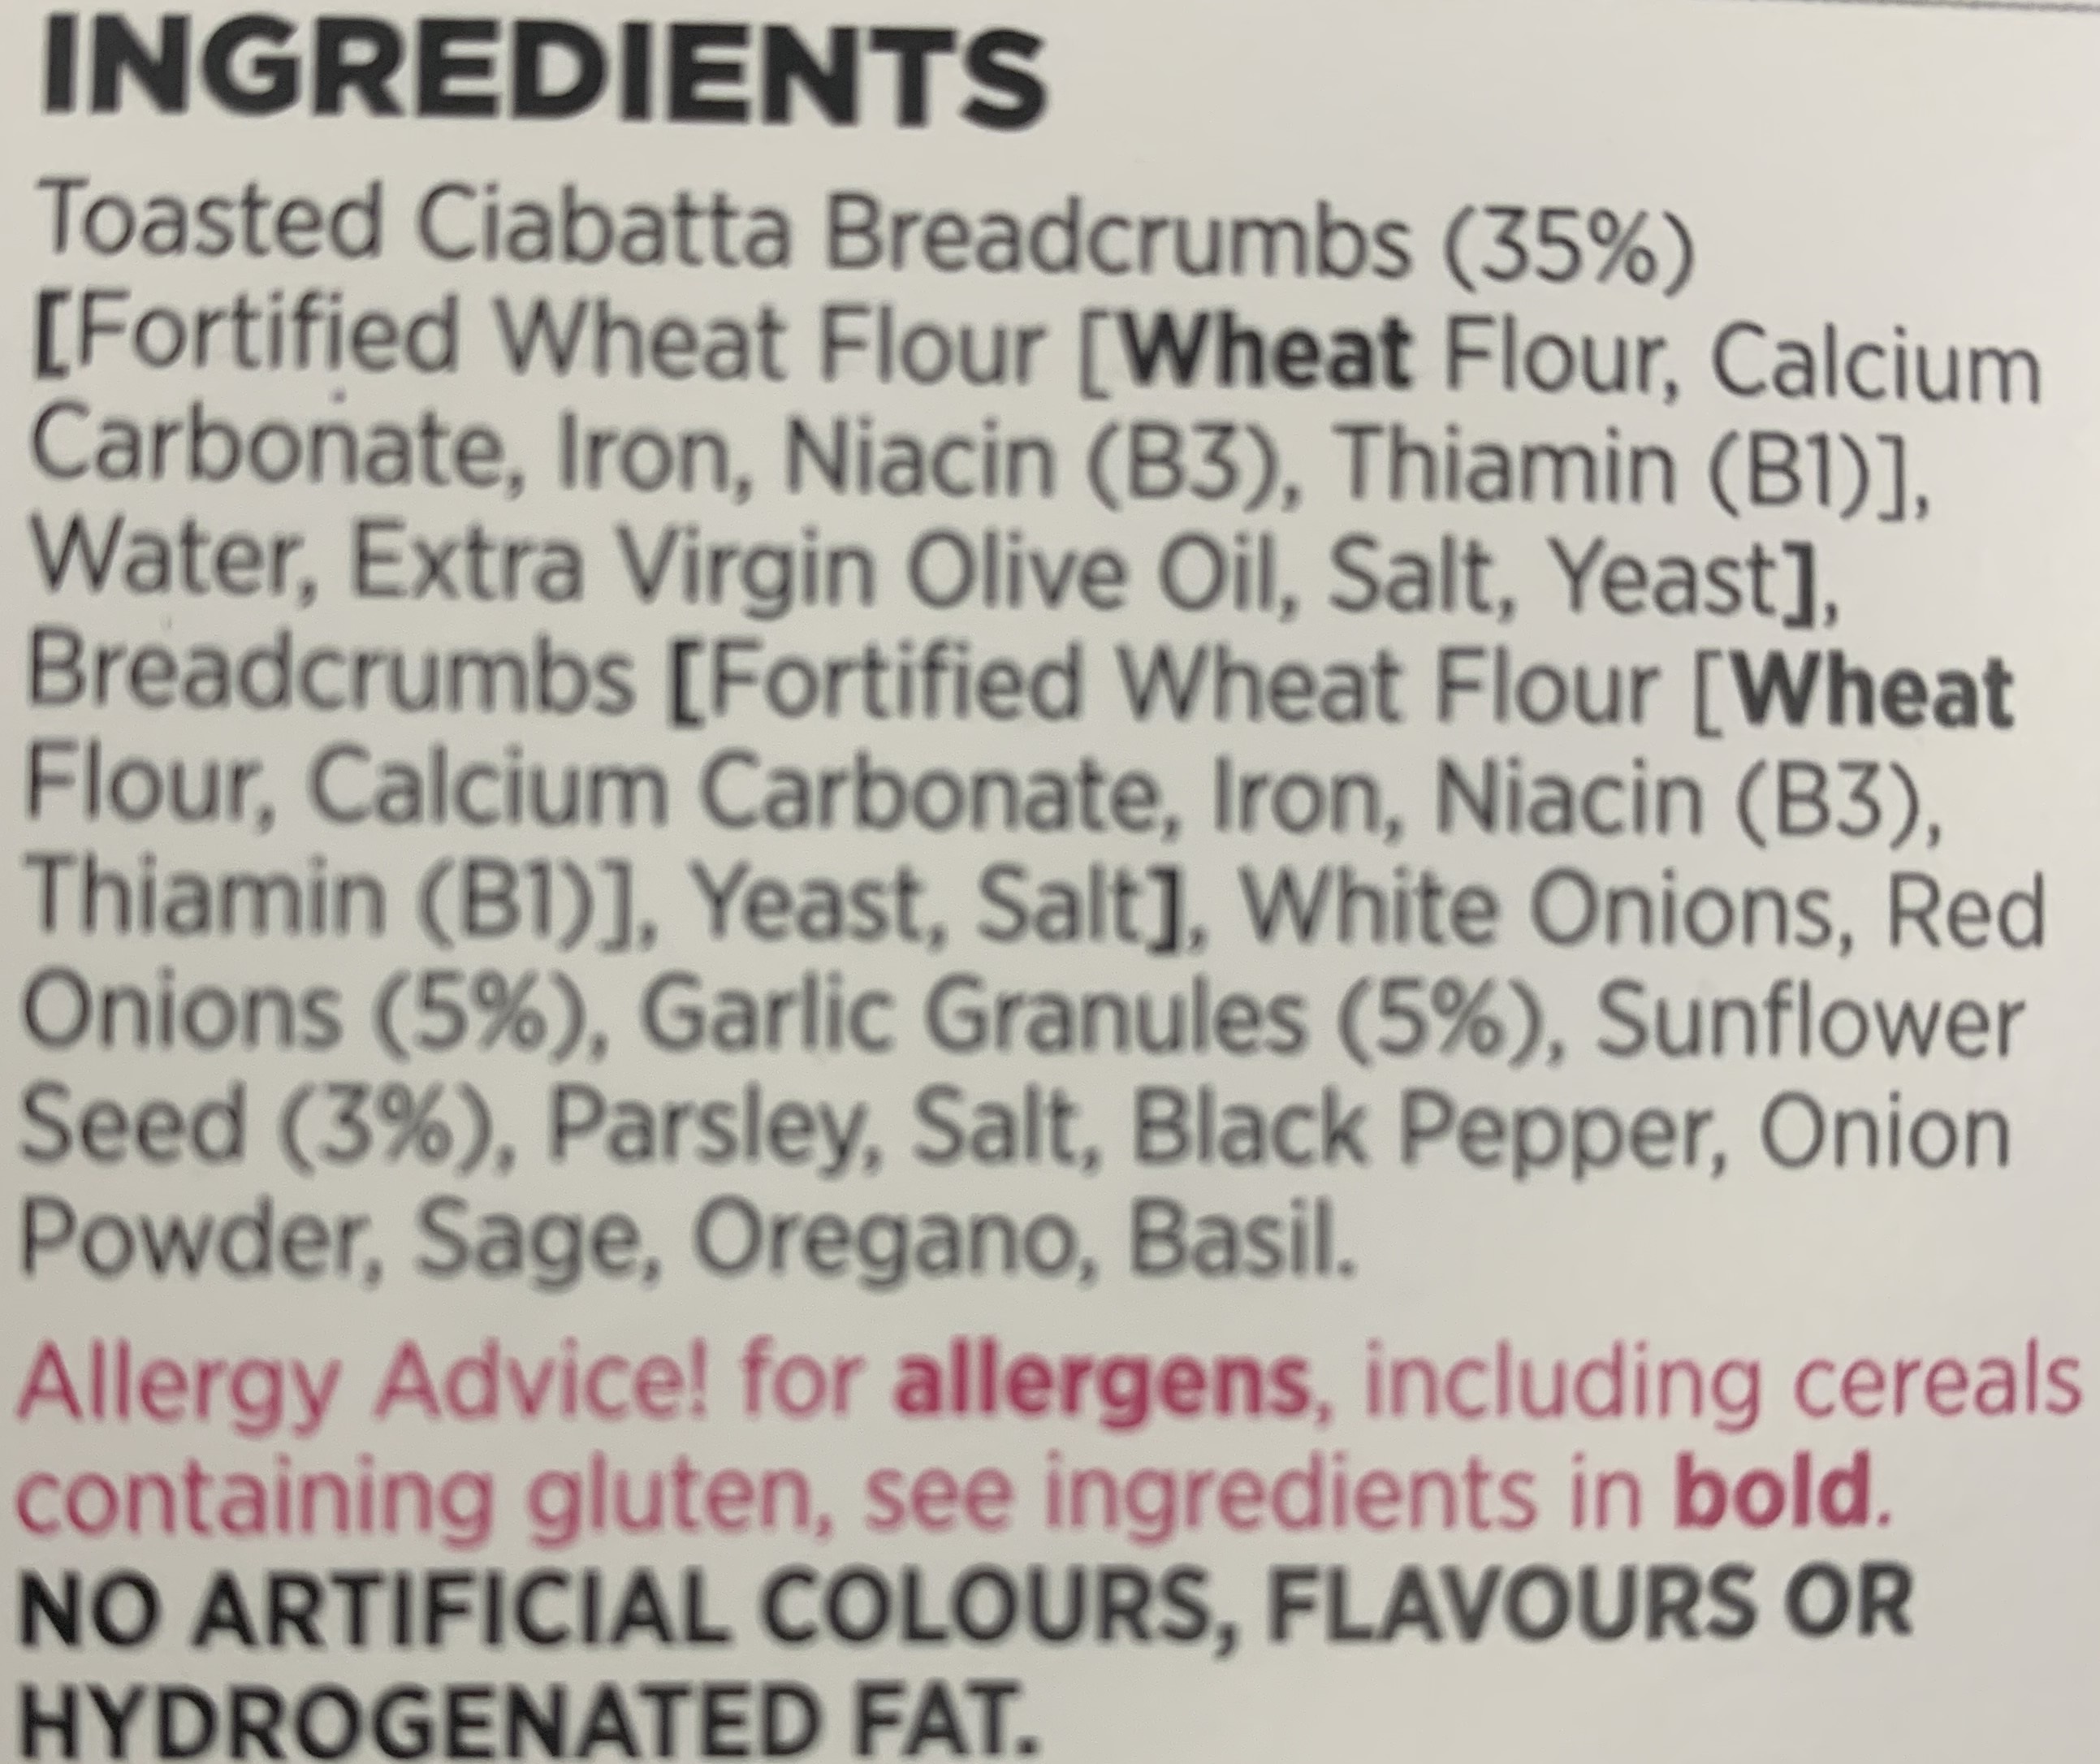 INGREDIENTS
Toasted Ciabatta Breadcrumbs (35%)
[Fortified Wheat Flour [Wheat Flour, Calcium
Carbonate, Iron, Niacin (B3), Thiamin (B1)],
Water, Extra Virgin Olive Oil, Salt, Yeast],
Breadcrumbs [Fortified Wheat Flour [Wheat
Flour, Calcium Carbonate, Iron, Niacin (B3),
Thiamin (B1)], Yeast, Salt], White Onions, Red
Onions (5%), Garlic Granules (5%), Sunflower
Seed (3%), Parsley, Salt, Black Pepper, Onion
Powder, Sage, Oregano, Basil.
Allergy Advice! for allergens, including cereals
containing gluten, see ingredients in bold.
NO ARTIFICIAL COLOURS, FLAVOURS OR
HYDROGENATED FAT.